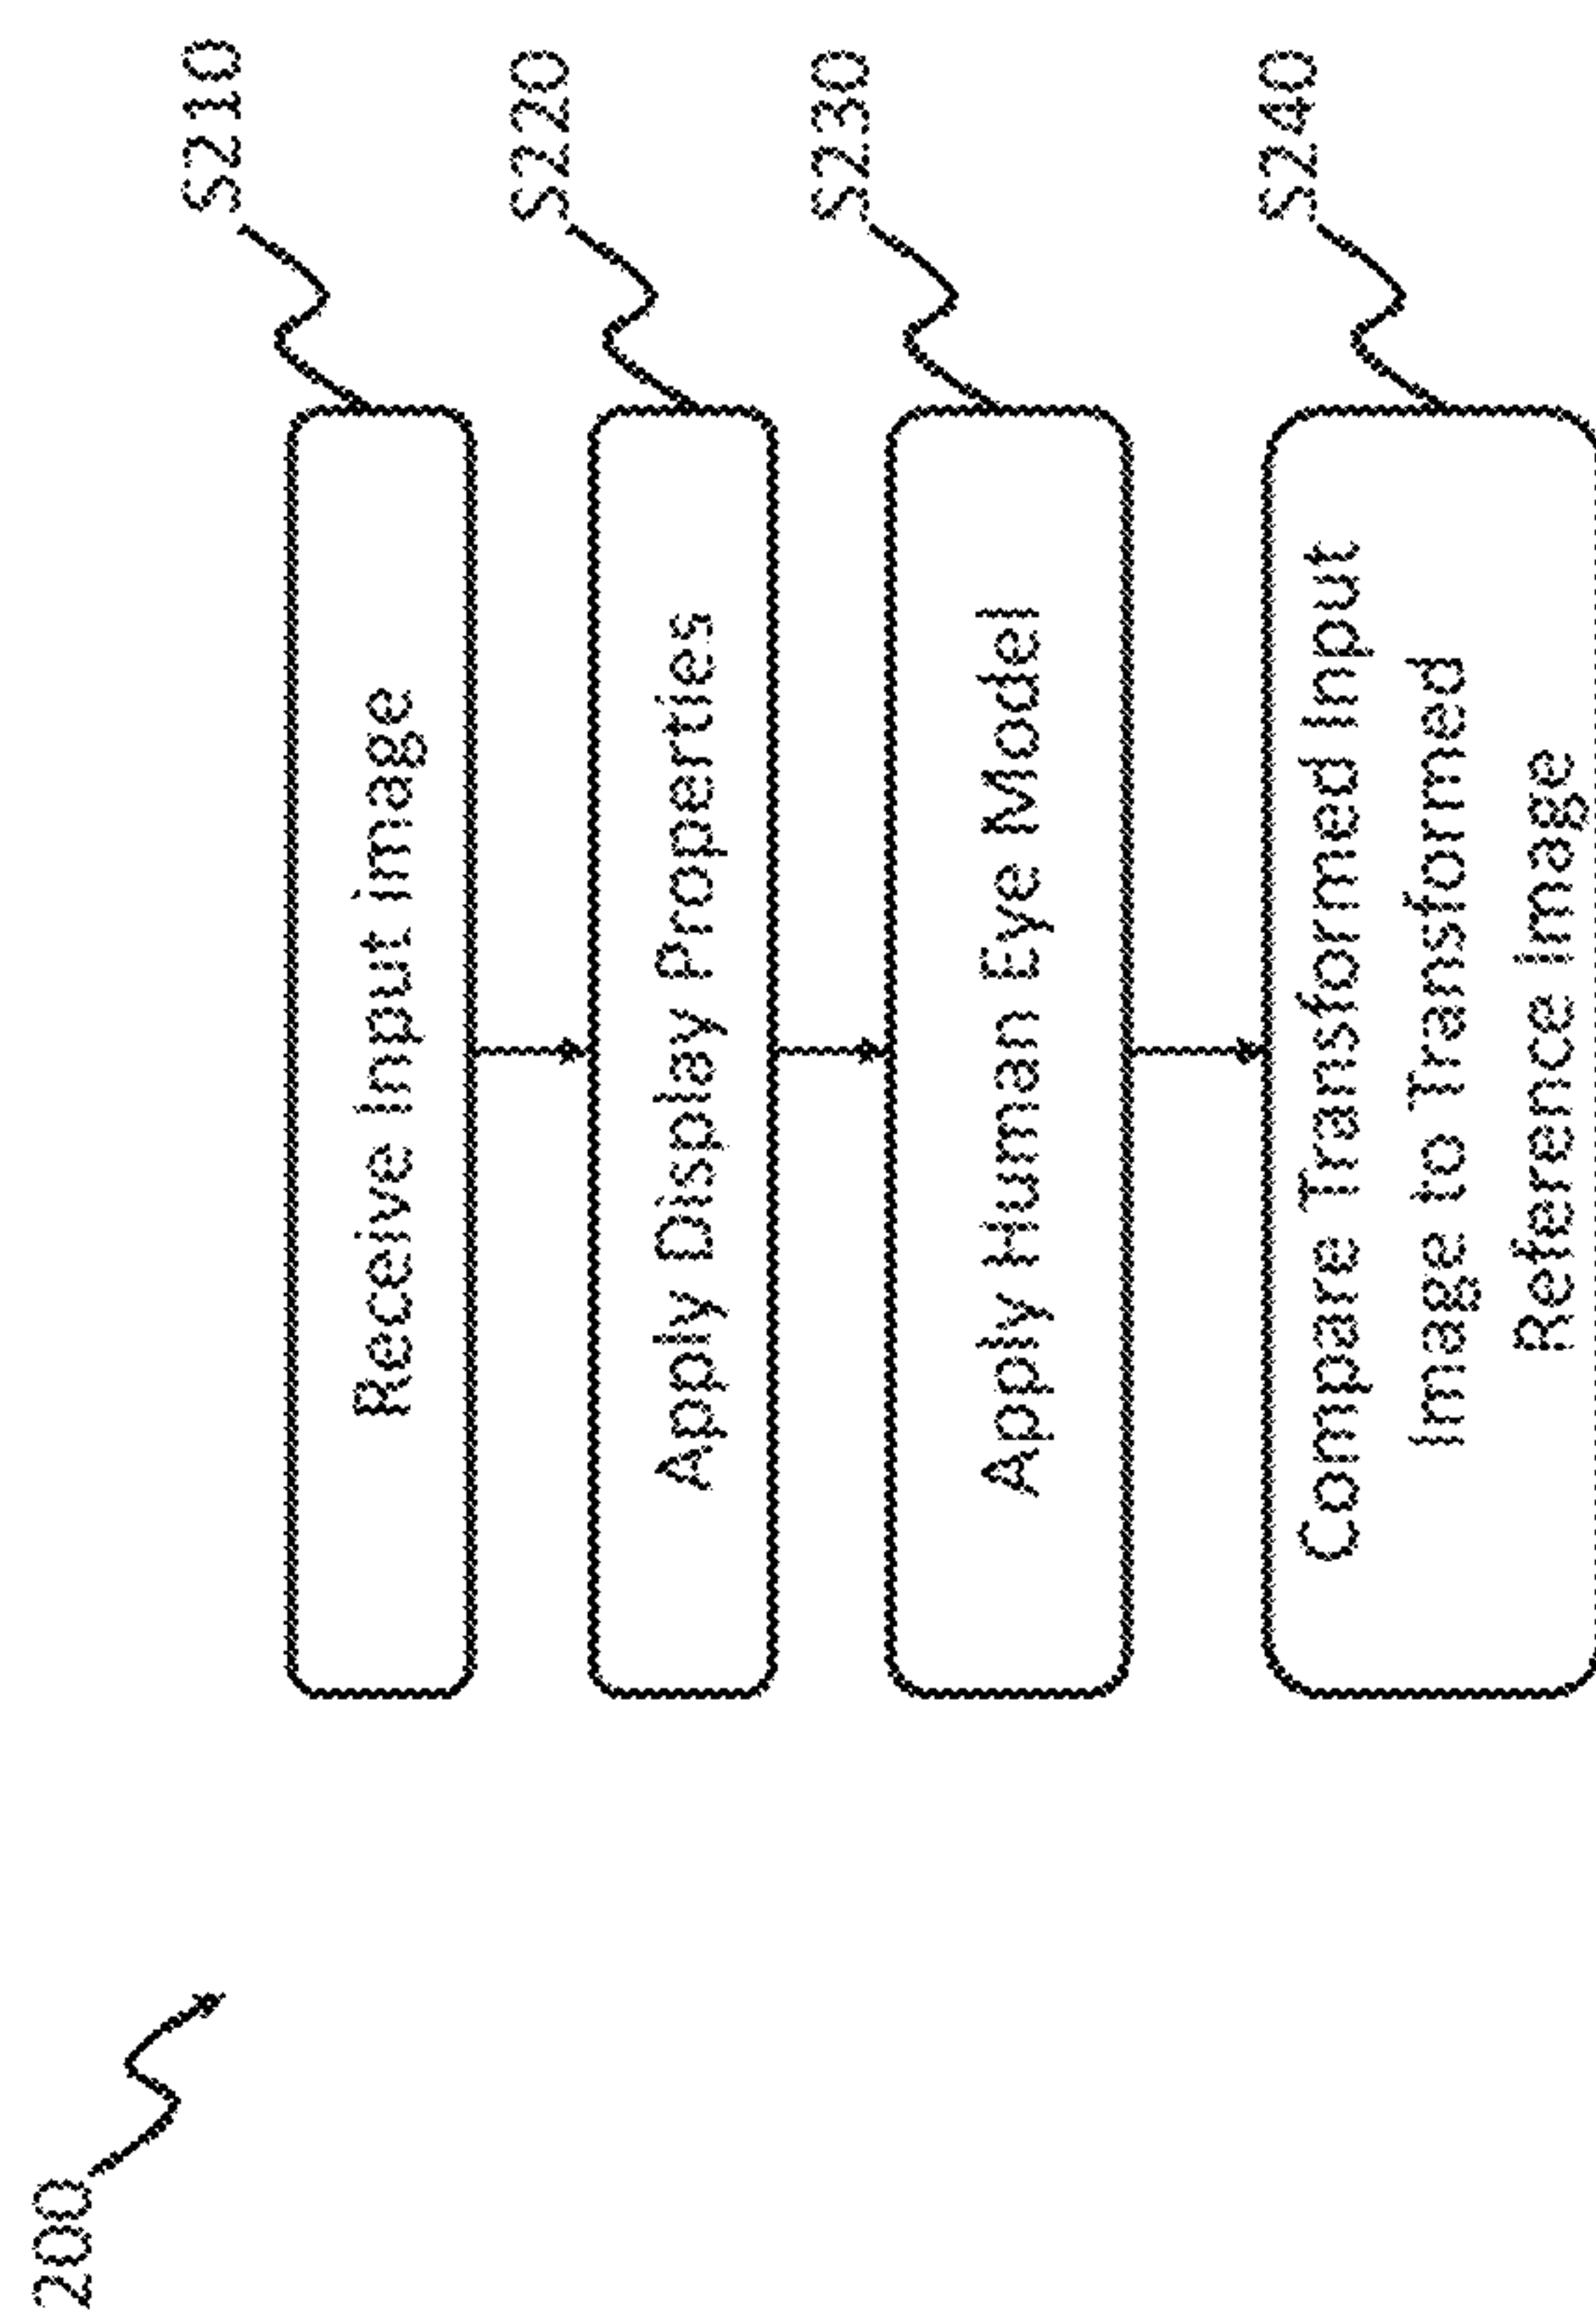 200
S210
Receive Input image
S220
Apply Display Properties
S230
Apply Human Eye Model
S240
Compare Transformed Input
Image to Transformed
Reference Image